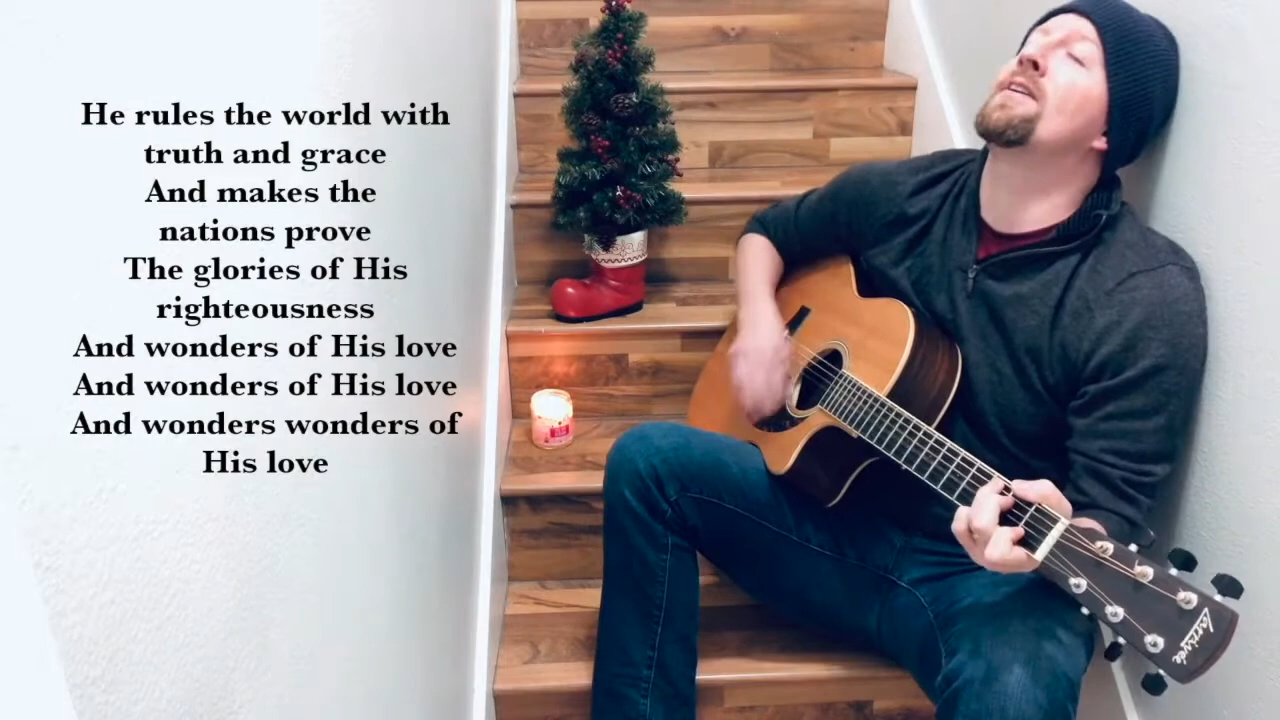 He rules the world with
truth and grace
And makes the
nations prove
The glories of His
righteousness
And wonders of His love
And wonders of His love
And wonders wonders of
His love
Larrivée